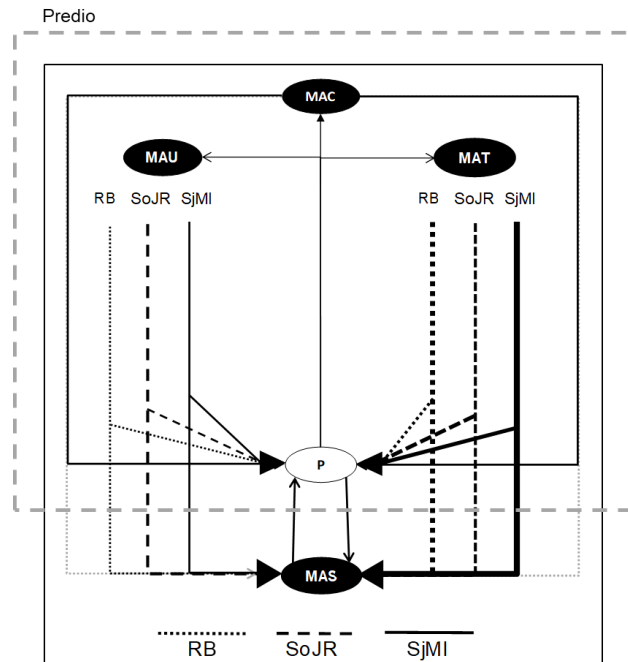 Predio
MAC
MAU MAT
RB SoJR SjMI RB SoJR SjMI
P
MAS
RB SoJR SjMI